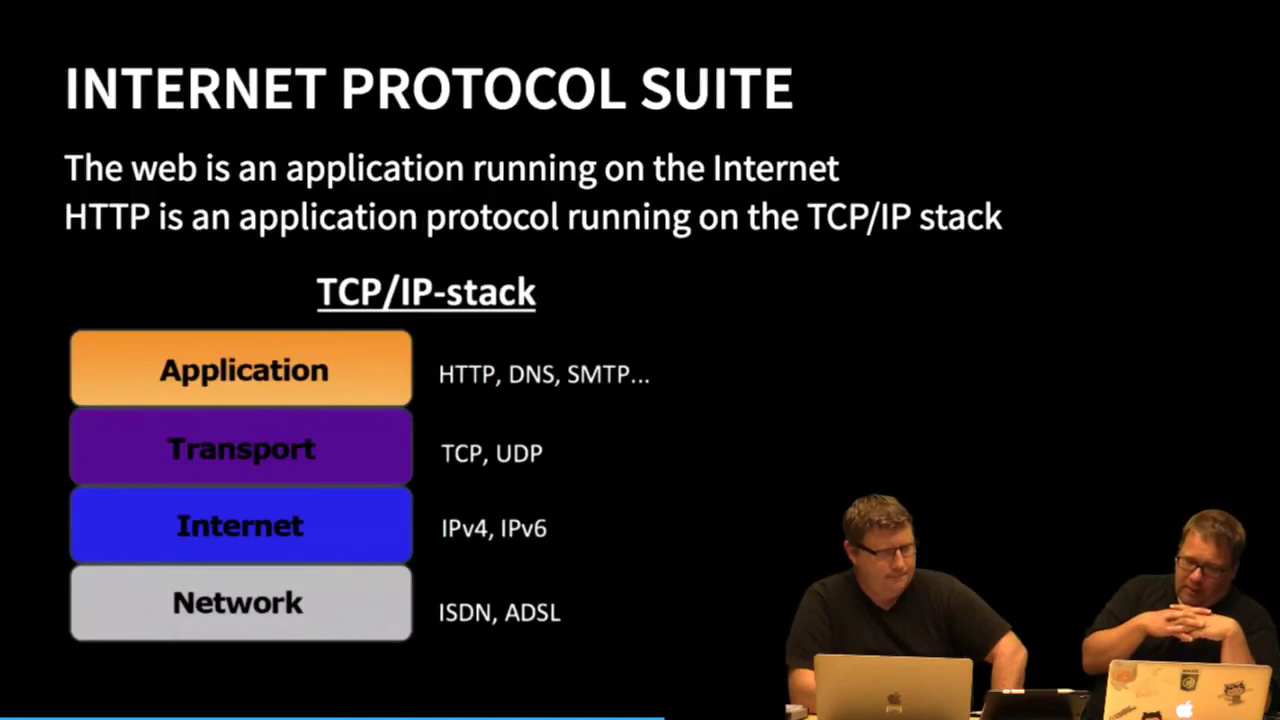 INTERNET PROTOCOL SUITE
The web is an application running on the Internet
HTTP is an application protocol running on the TCP/IP stack
TCP/IP-stack
Application HTTP, DNS, SMTP...
Transport TCP, UDP
Internet IPv4, IPv6
Network ISDN, ADSL